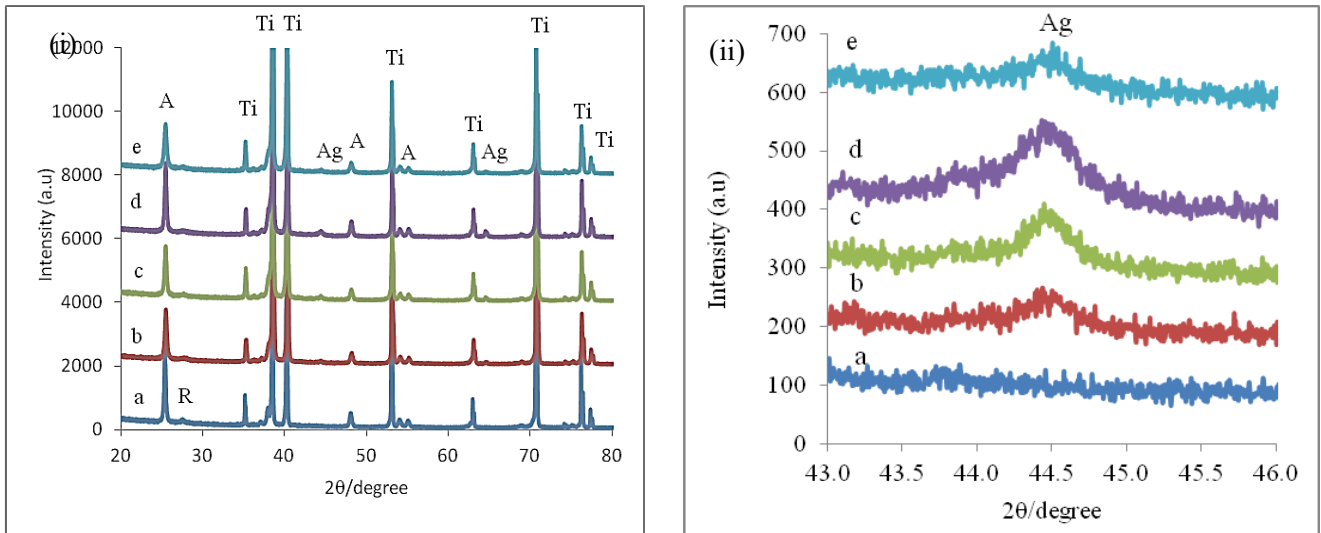 (i)
Ti Ti
Ti
Ti
A
Ti
Ag
A
A
Ti
Ag
Ti
Ti
e
d
c
b
a
R
12000
10000
8000
6000
4000
2000
0
Intensity (a.u)
20 30 40 50 60 70 80
2θ/degree
(ii)
Ag
e
d
c
b
a
700
600
500
400
300
200
100
0
Intensity (a.u)
43.0 43.5 44.0 44.5 45.0 45.5 46.0
2θ/degree